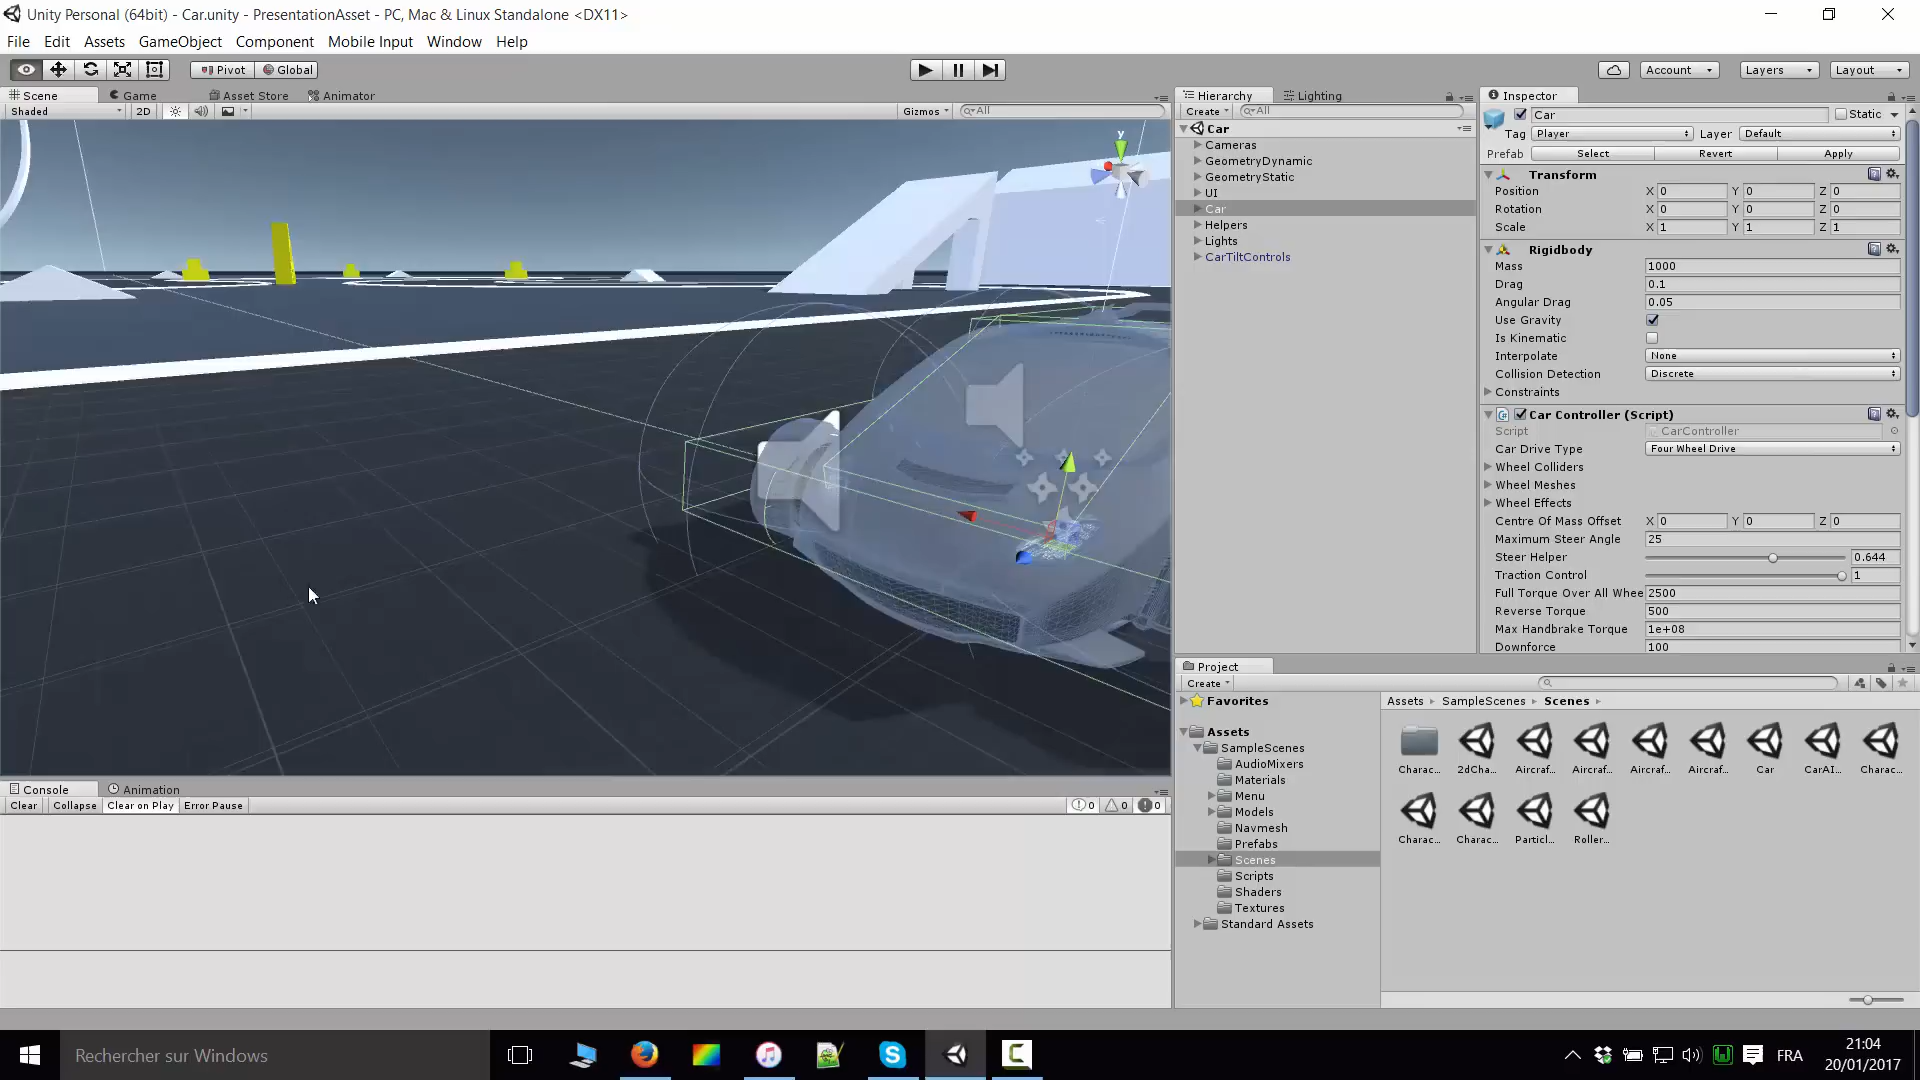 Unity Personal (64bit) - Car.unity - PresentationAsset - PC, Mac & Linux Standalone <DX11>
File Edit Assets GameObject Component Mobile Input Window Help
Pivot Global Account Layers Layout
Scene Game Asset Store Animator
Shaded 2D Gizmos All
y
Hierarchy Lighting
Create All
Car
Cameras
GeometryDynamic
GeometryStatic
UI
Car
Helpers
Lights
CarTiltControls
Inspector
Car Static
Tag Player Layer Default
Prefab Select Revert Apply
Transform
Position X 0 Y 0 Z 0
Rotation X 0 Y 0 Z 0
Scale X 1 Y 1 Z 1
Rigidbody
Mass 1000
Drag 0.1
Angular Drag 0.05
Use Gravity
Is Kinematic
Interpolate None
Collision Detection Discrete
Constraints
Car Controller (Script)
Script CarController
Car Drive Type Four Wheel Drive
Wheel Colliders
Wheel Meshes
Wheel Effects
Centre Of Mass Offset X 0 Y 0 Z 0
Maximum Steer Angle 25
Steer Helper 0.644
Traction Control 1
Full Torque Over All Whee 2500
Reverse Torque 500
Max Handbrake Torque 1e+08
Downforce 100
Project
Create
Favorites
Assets
SampleScenes
AudioMixers
Materials
Menu
Models
Navmesh
Prefabs
Scenes
Scripts
Shaders
Textures
Standard Assets
Assets SampleScenes Scenes
Charac... 2dCha... Aircraf... Aircraf... Aircraf... Aircraf... Car CarAI... Charac...
Charac... Charac... Particl... Roller...
Console Animation
Clear Collapse Clear on Play Error Pause 0 0 0
Rechercher sur Windows
FRA
21:04
20/01/2017